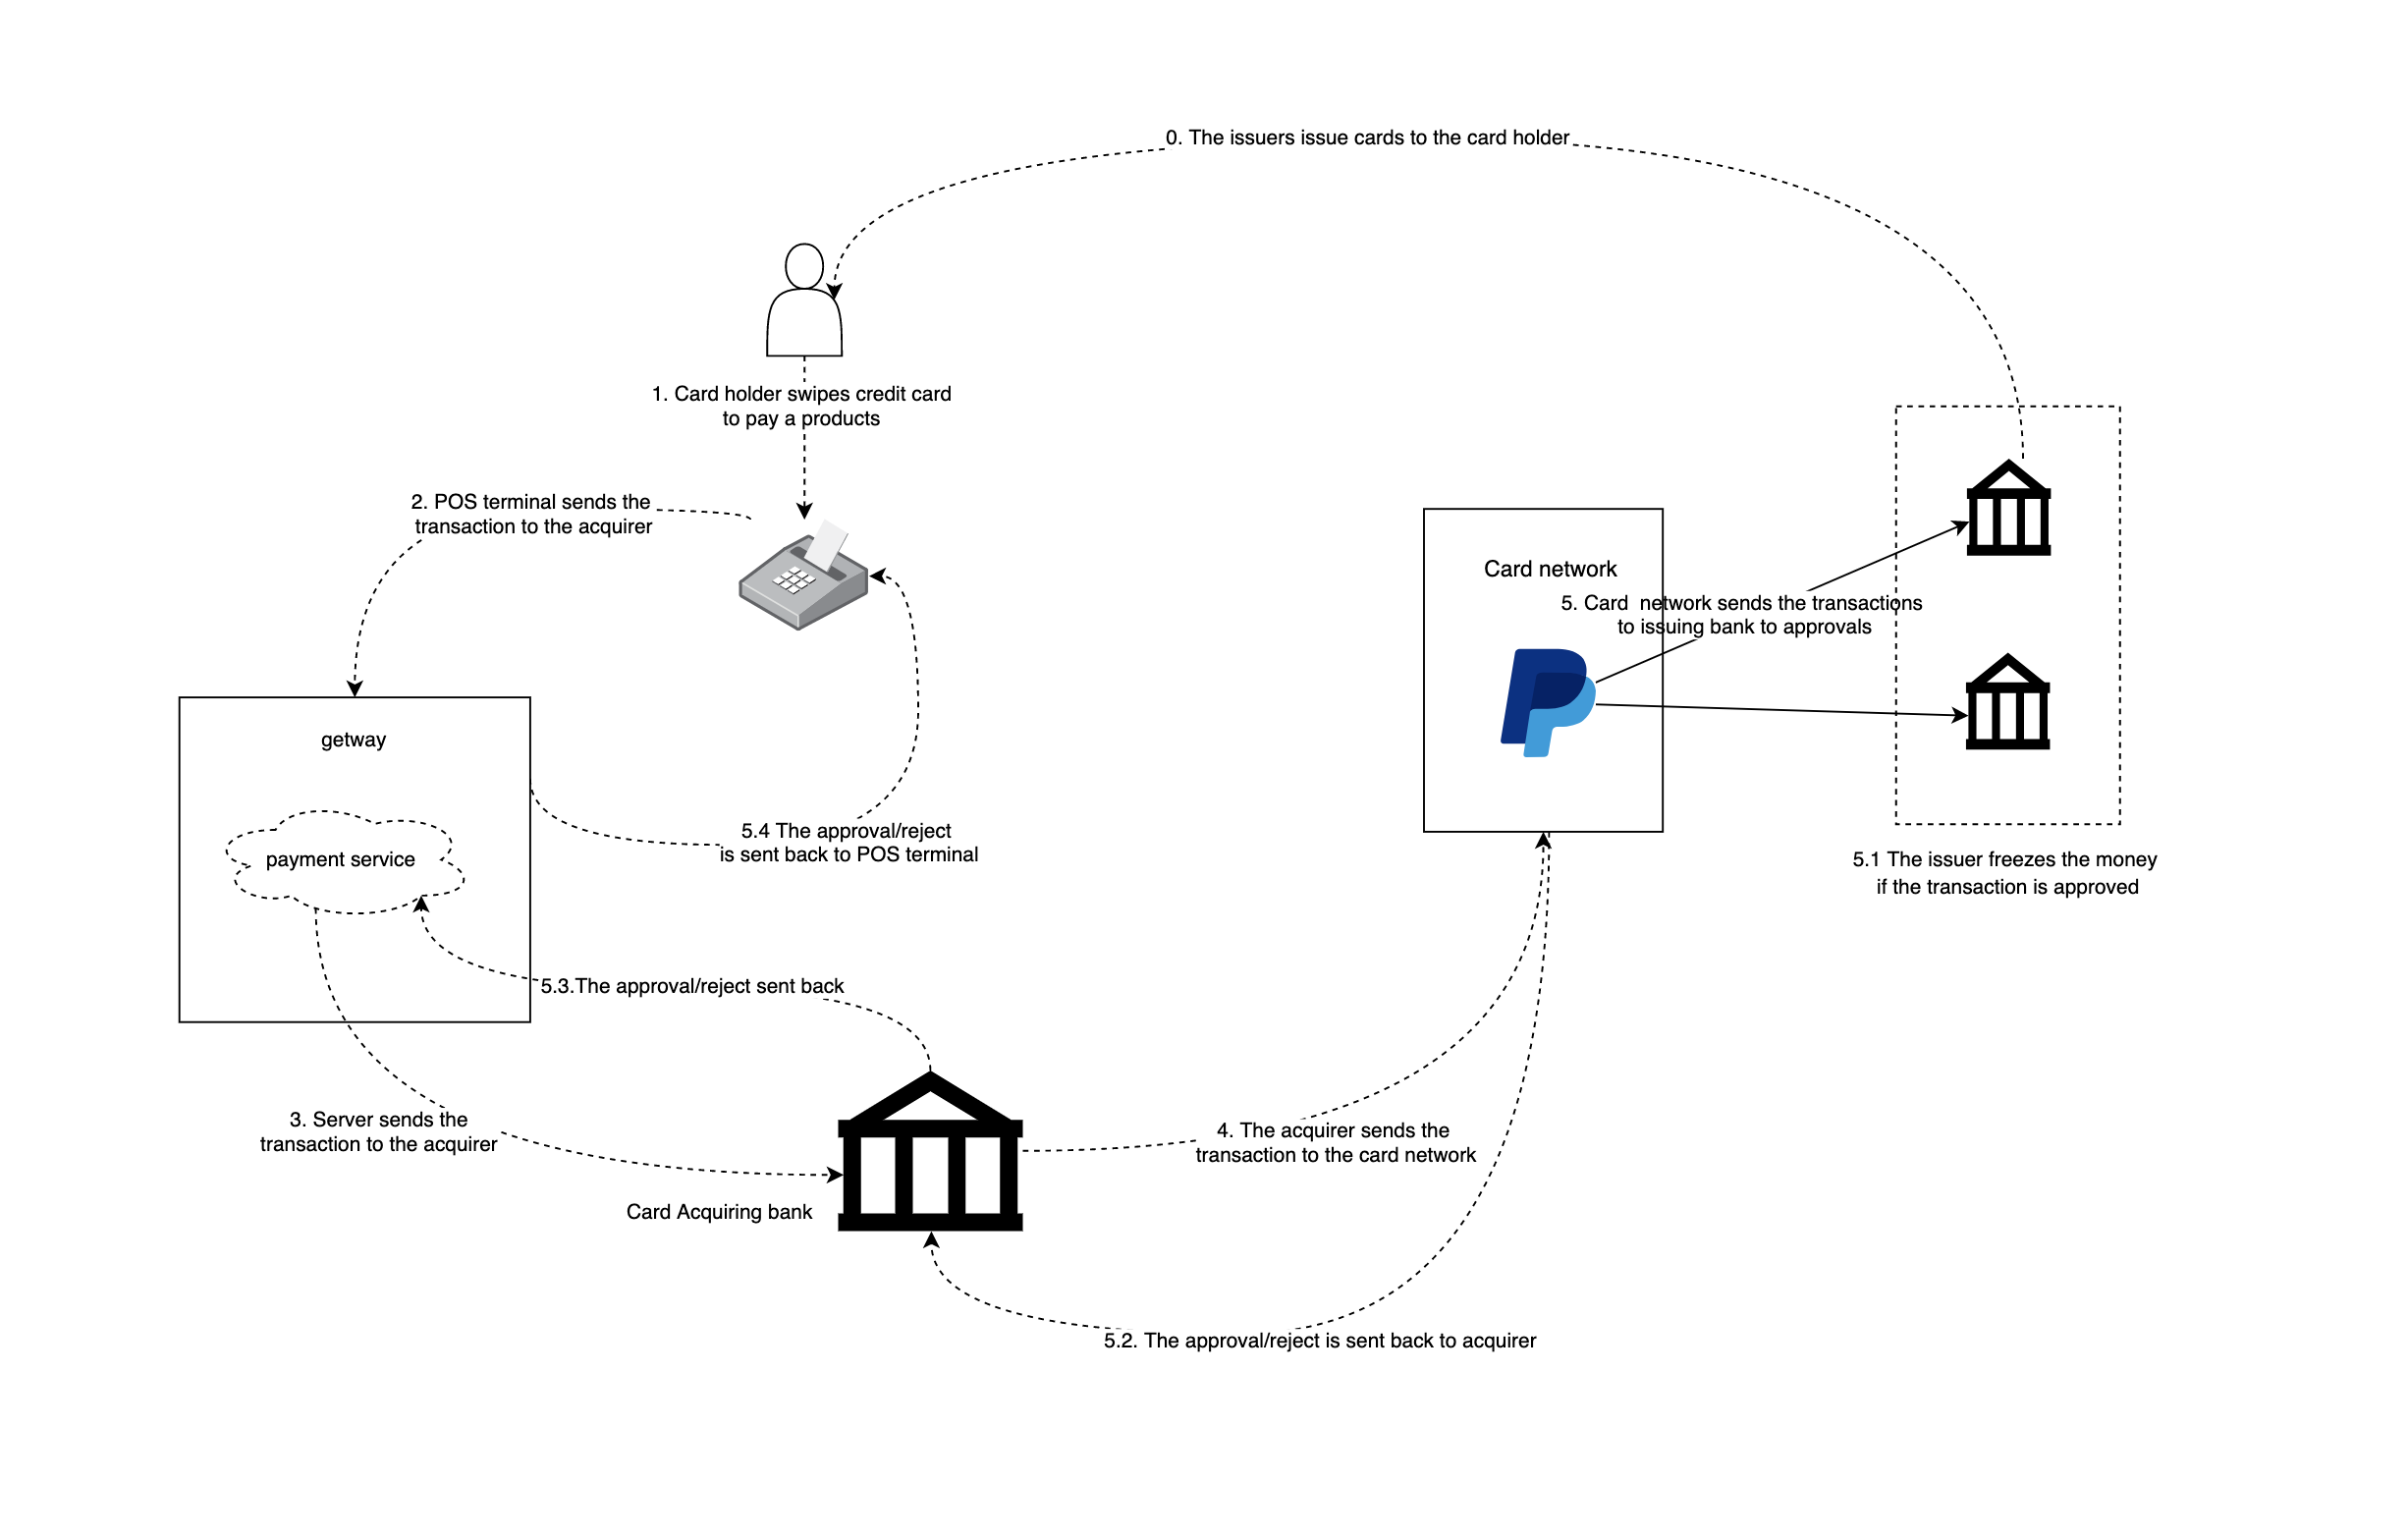 0. The issuers issue cards to the card holder
1. Card holder swipes credit card
to pay a products
2. POS terminal sends the
transaction to the acquirer
Card network
5. Card  network sends the transactions
to issuing bank to approvals
getway
payment service
5.4 The approval/reject
is sent back to POS terminal
5.1 The issuer freezes the money
if the transaction is approved
5.3.The approval/reject sent back
3. Server sends the
transaction to the acquirer
4. The acquirer sends the
transaction to the card network
Card Acquiring bank
5.2. The approval/reject is sent back to acquirer